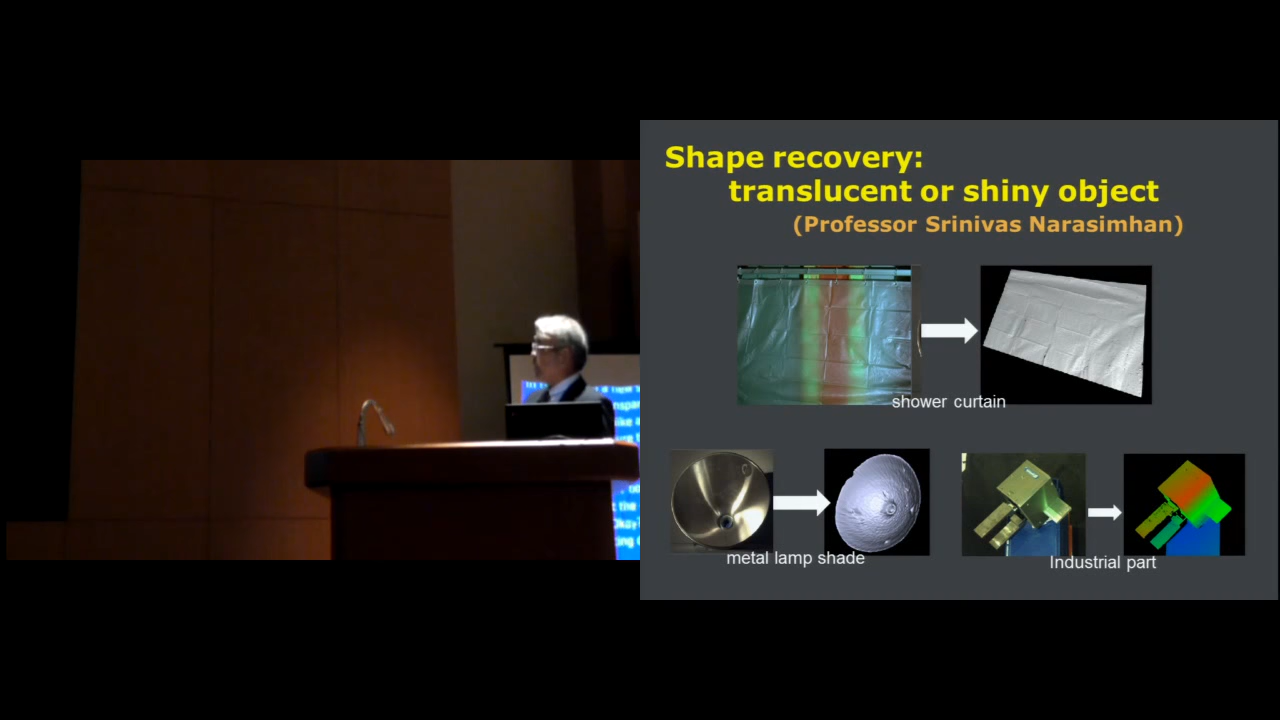 Shape recovery:
translucent or shiny object
(Professor Srinivas Narasimhan)
shower curtain
metal lamp shade
Industrial part